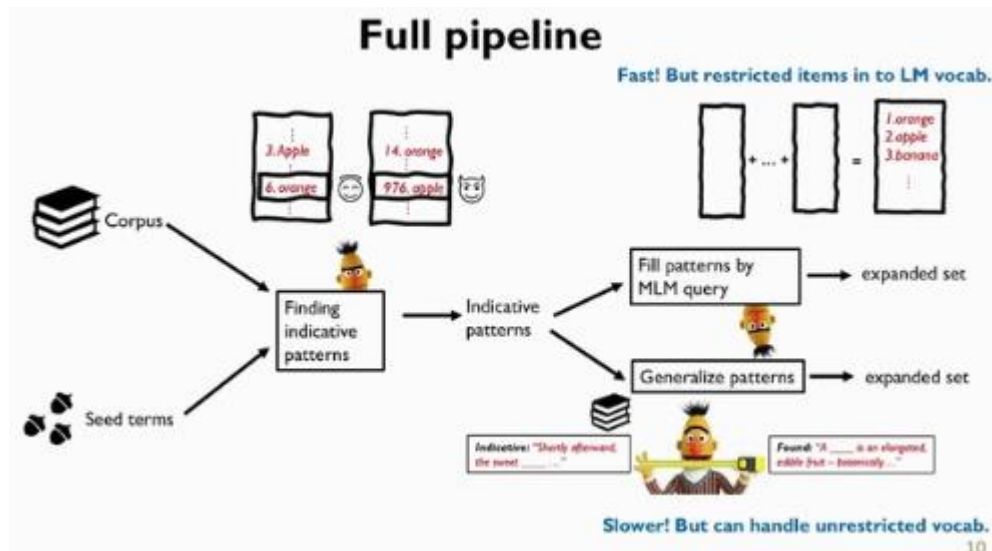 Full pipeline
Fast! But restricted items in to LM vocab.
3. Apple
6. orange
14. orange
976. apple
+ ... +
=
1. orange
2. apple
3. banana
Corpus
Seed terms
Finding
indicative
patterns
Indicative
patterns
Fill patterns by
MLM query
expanded set
Generalize patterns
expanded set
Indicative: "Shortly afterward,
the sweet ____ ..."
Found: "A ____ is an elongated,
edible fruit – botanically ..."
Slower! But can handle unrestricted vocab.
10